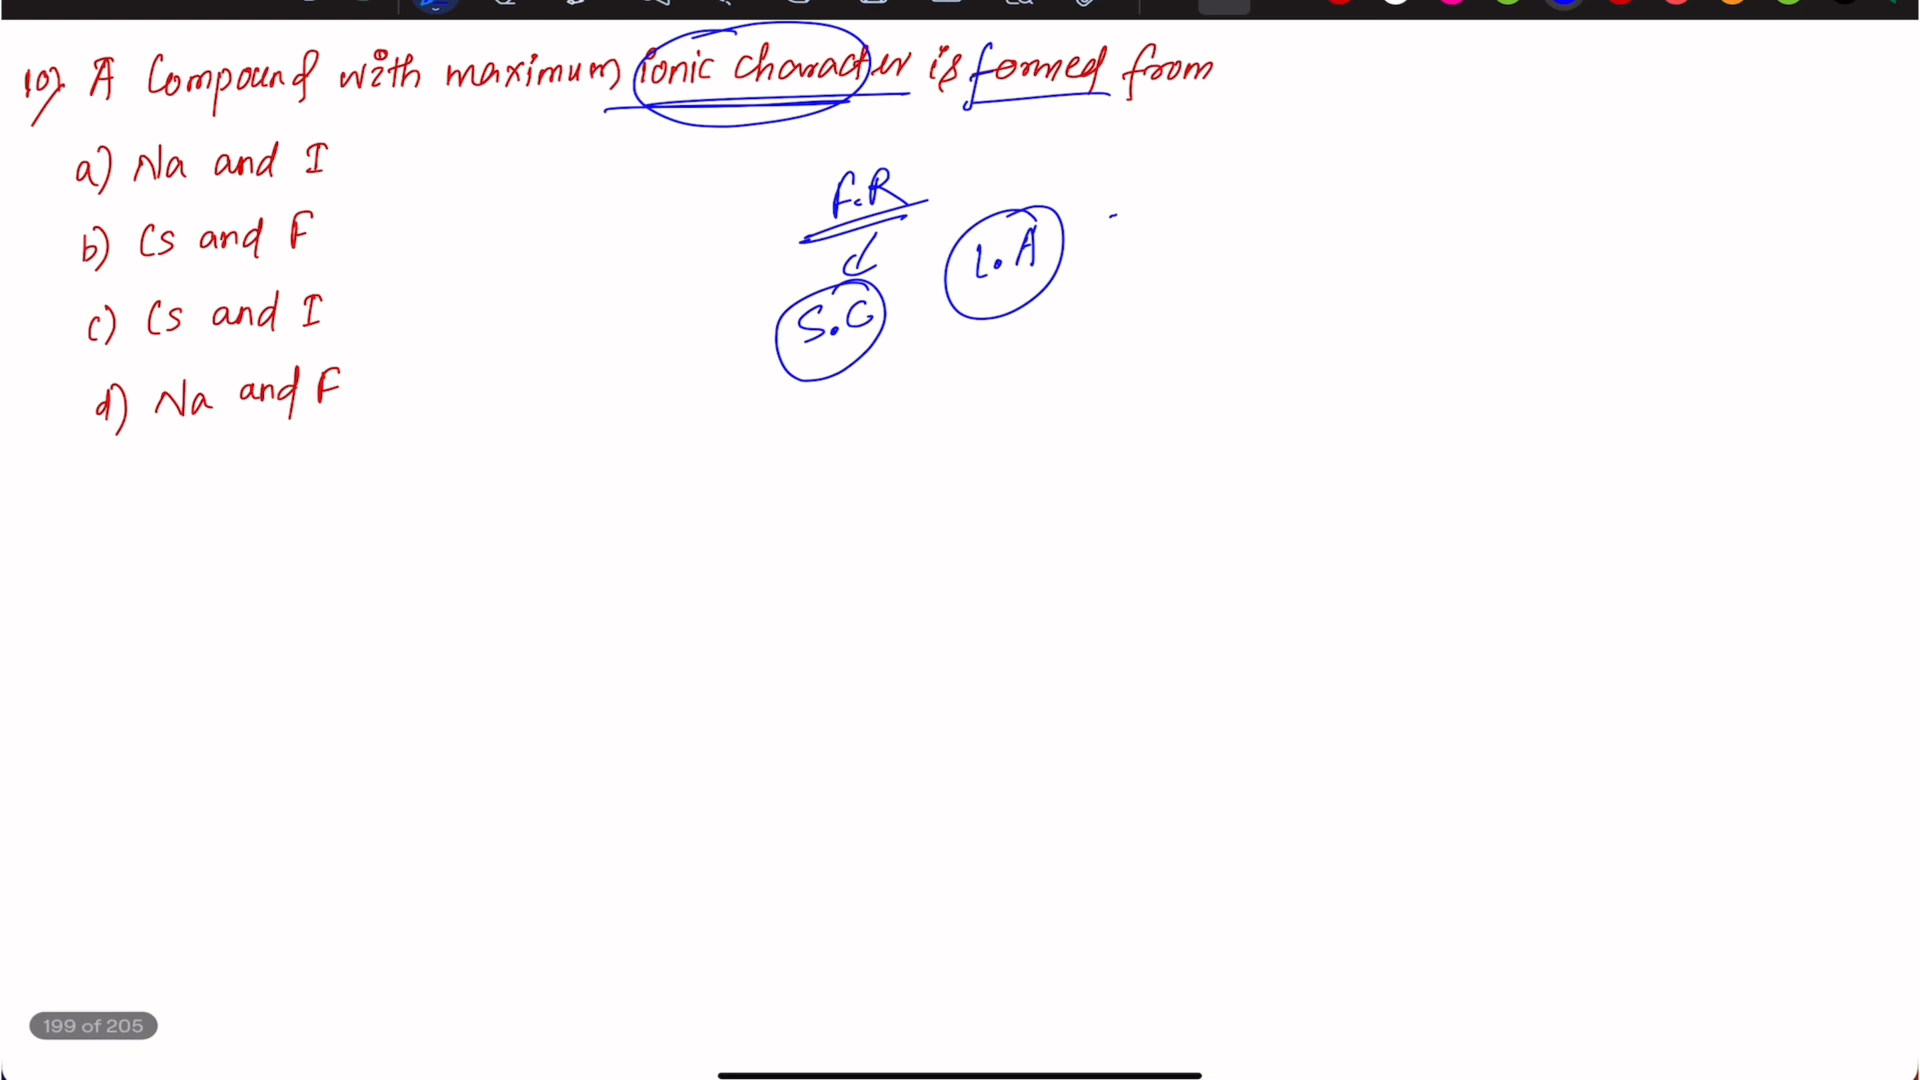 10). A Compound with maximum ionic character is formed from
a) Na and I
b) Cs and F
c) Cs and I
d) Na and F
F.R
L.A
S.C
199 of 205